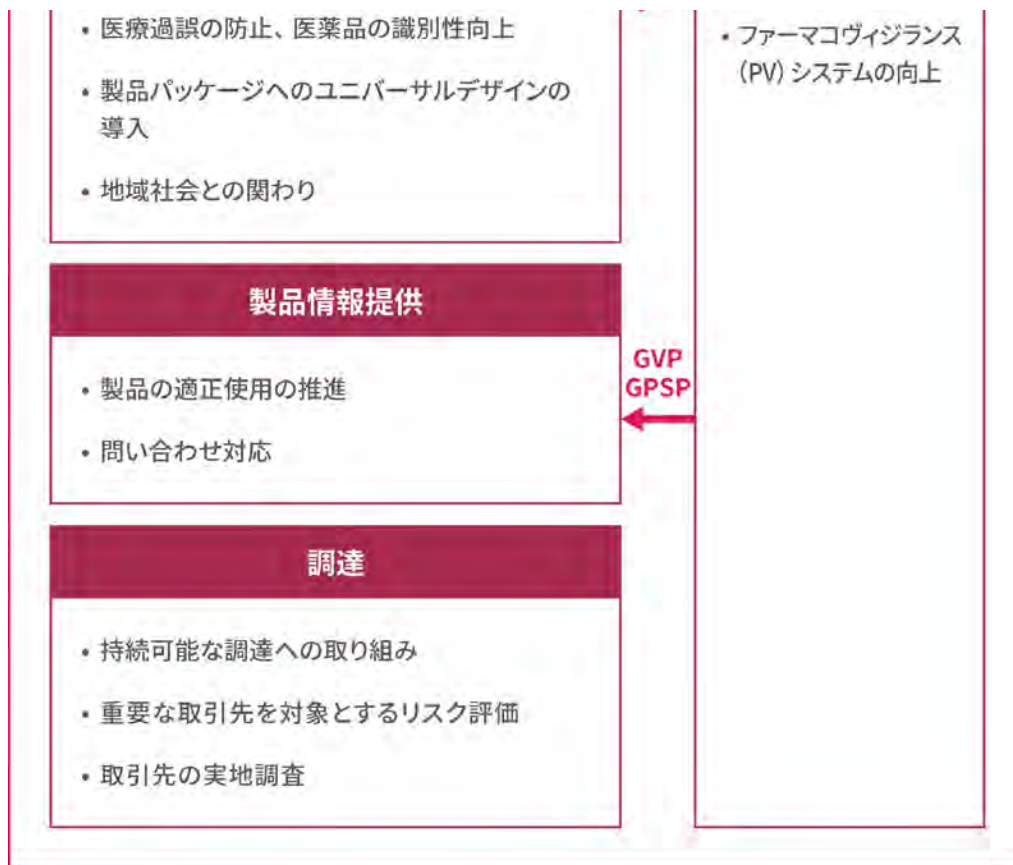 ・医療過誤の防止、医薬品の識別性向上
・製品パッケージへのユニバーサルデザインの
導入
・地域社会との関わり
製品情報提供
・製品の適正使用の推進
・問い合わせ対応
調達
・持続可能な調達への取り組み
・重要な取引先を対象とするリスク評価
・取引先の実地調査
GVP
GPSP
・ファーマコヴィジランス
(PV) システムの向上